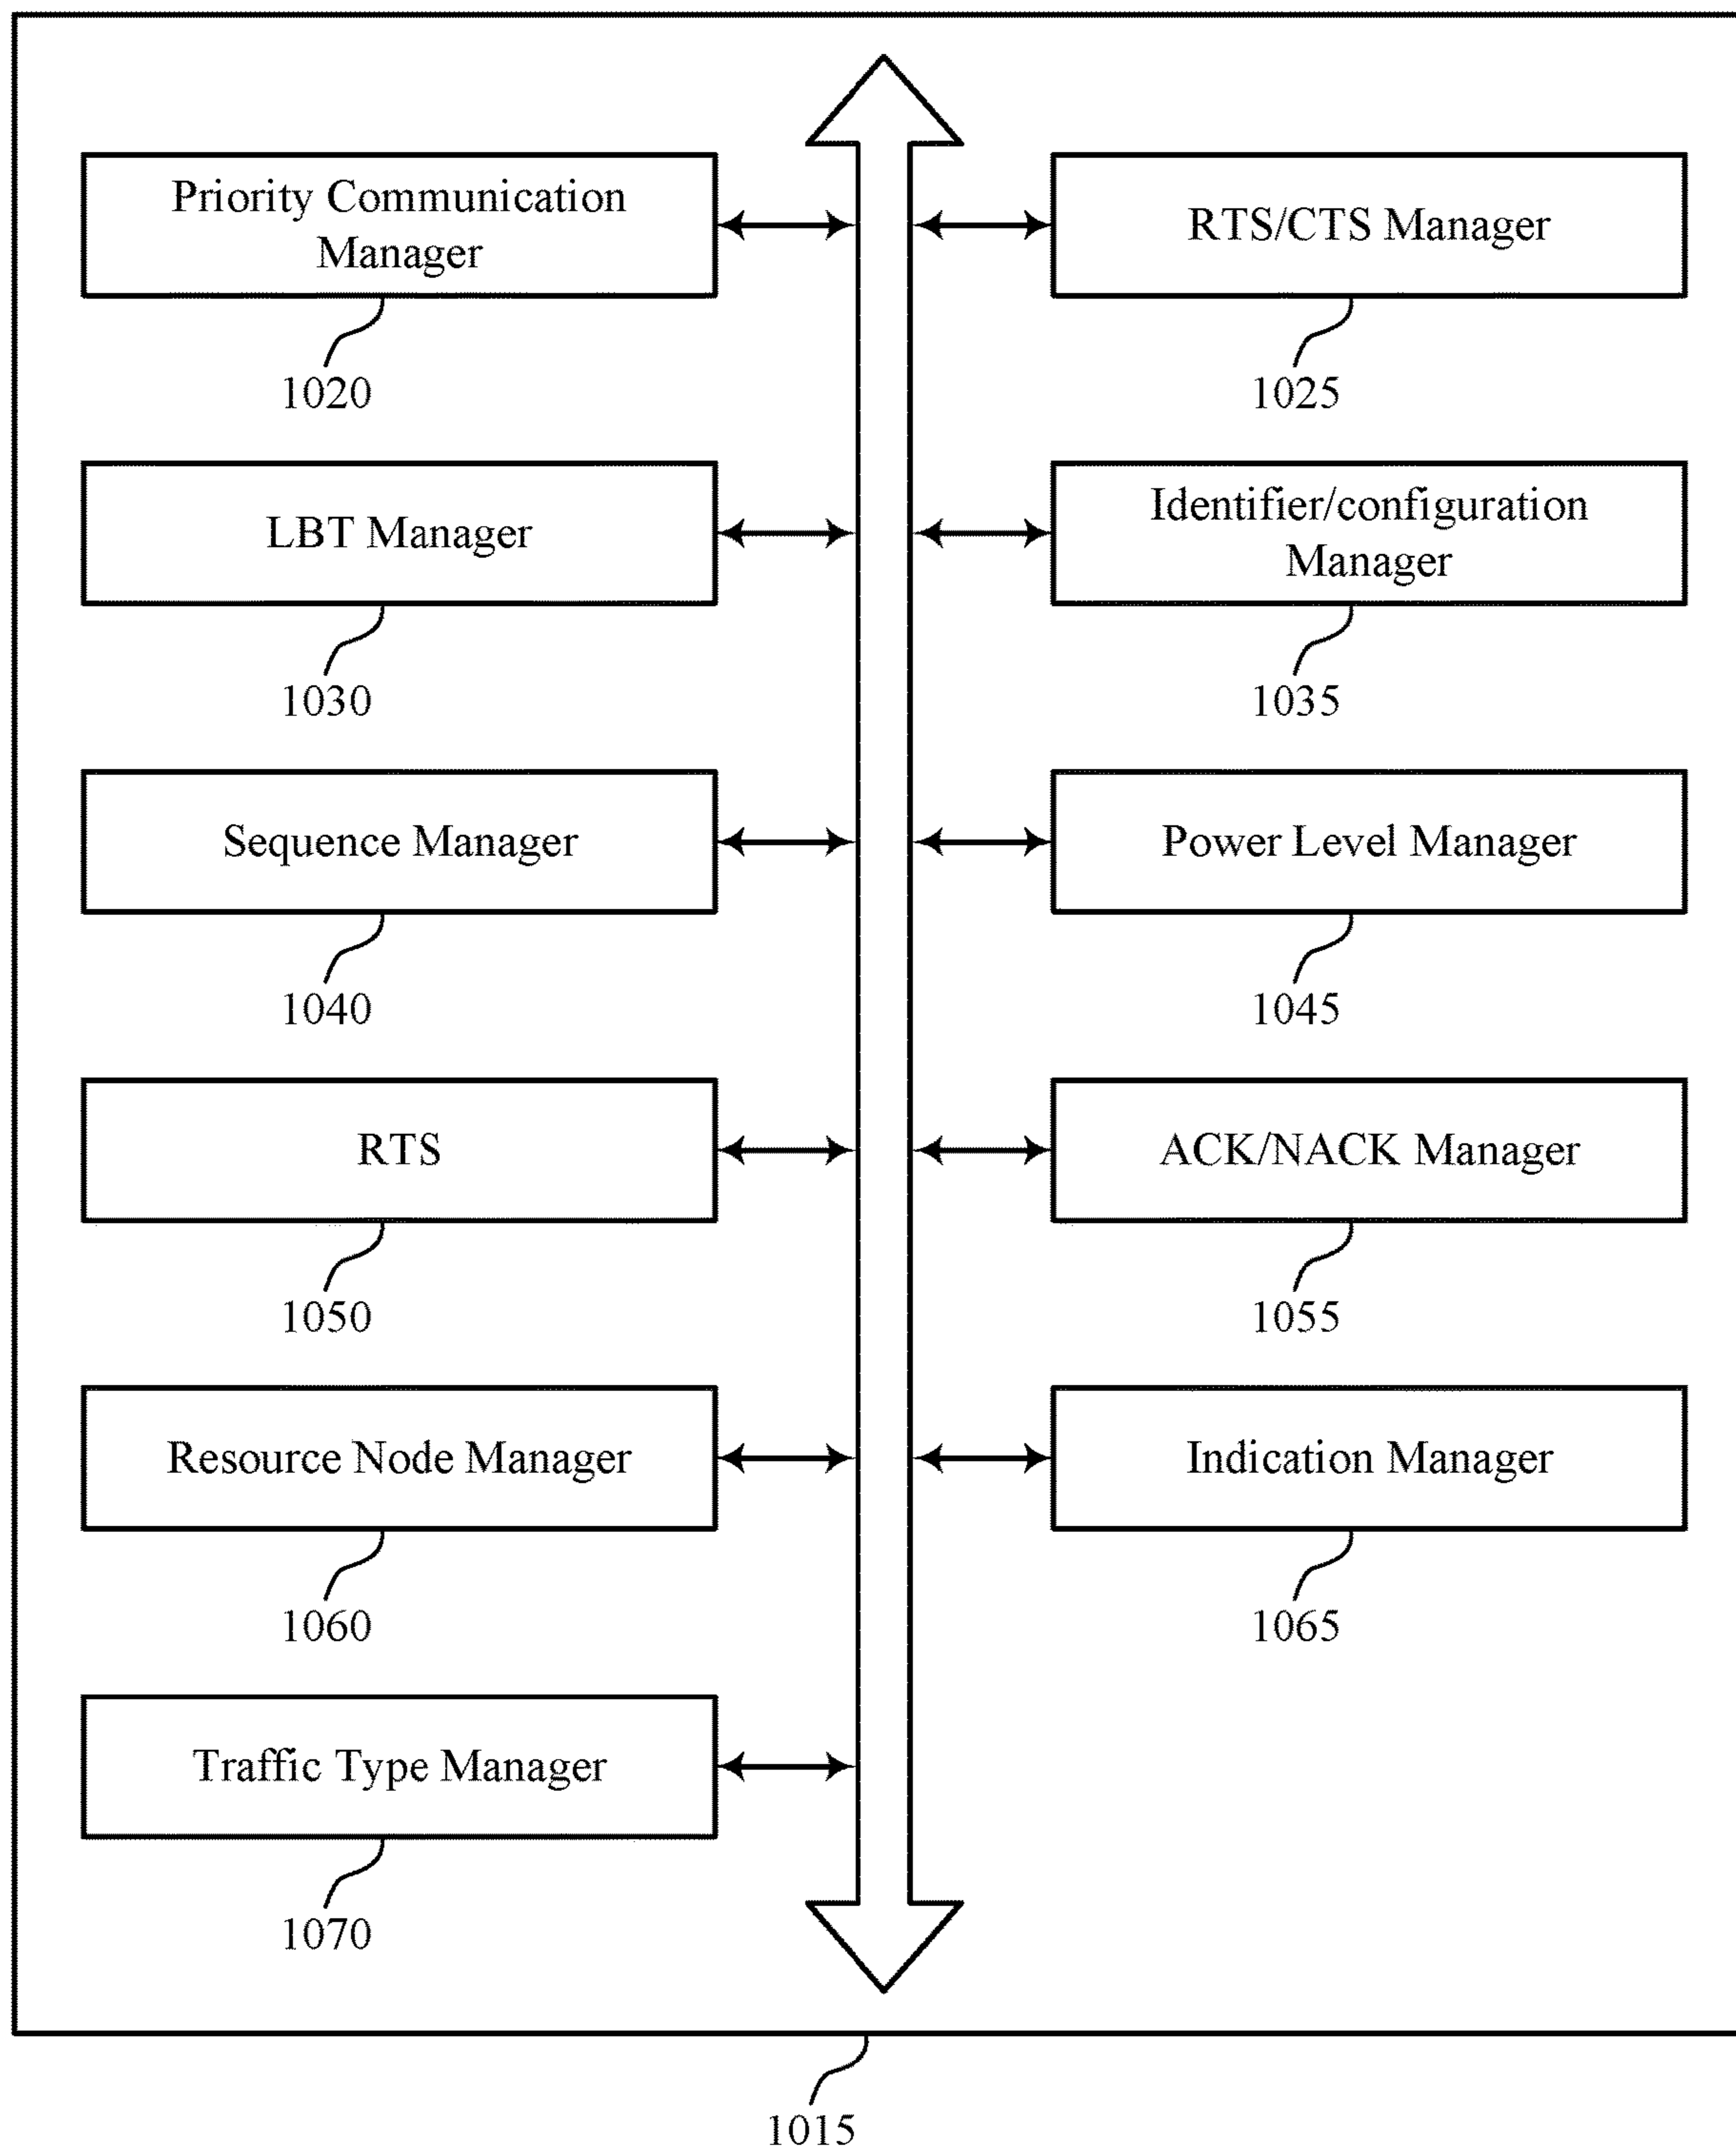 Priority Communication
Manager
1020
RTS/CTS Manager
1025
LBT Manager
1030
Identifier/configuration
Manager
1035
Sequence Manager
1040
Power Level Manager
1045
RTS
1050
ACK/NACK Manager
1055
Resource Node Manager
1060
Indication Manager
1065
Traffic Type Manager
1070
1015